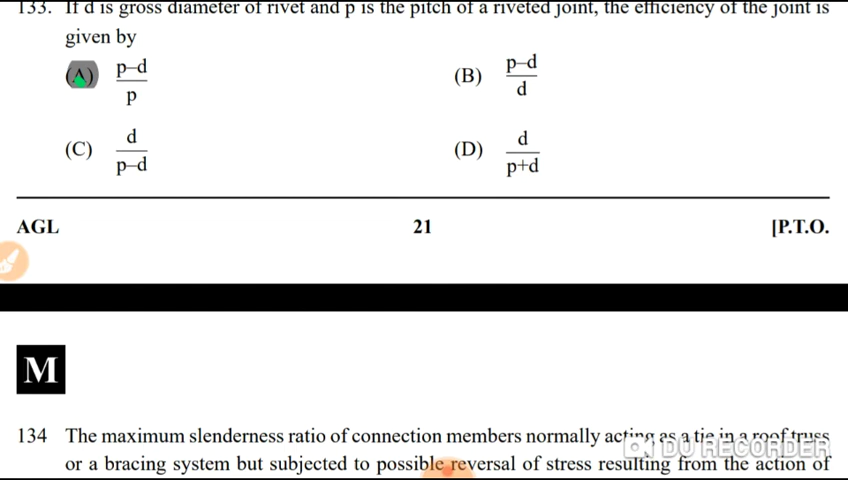 133. If d is gross diameter of rivet and p is the pitch of a riveted joint, the efficiency of the joint is
given by
(A) p–d
p
(B) p–d
d
(C) d
p–d
(D) d
p+d
AGL 21 [P.T.O.
M
134 The maximum slenderness ratio of connection members normally acting as a tie in a roof truss
DU RECORDER
or a bracing system but subjected to possible reversal of stress resulting from the action of